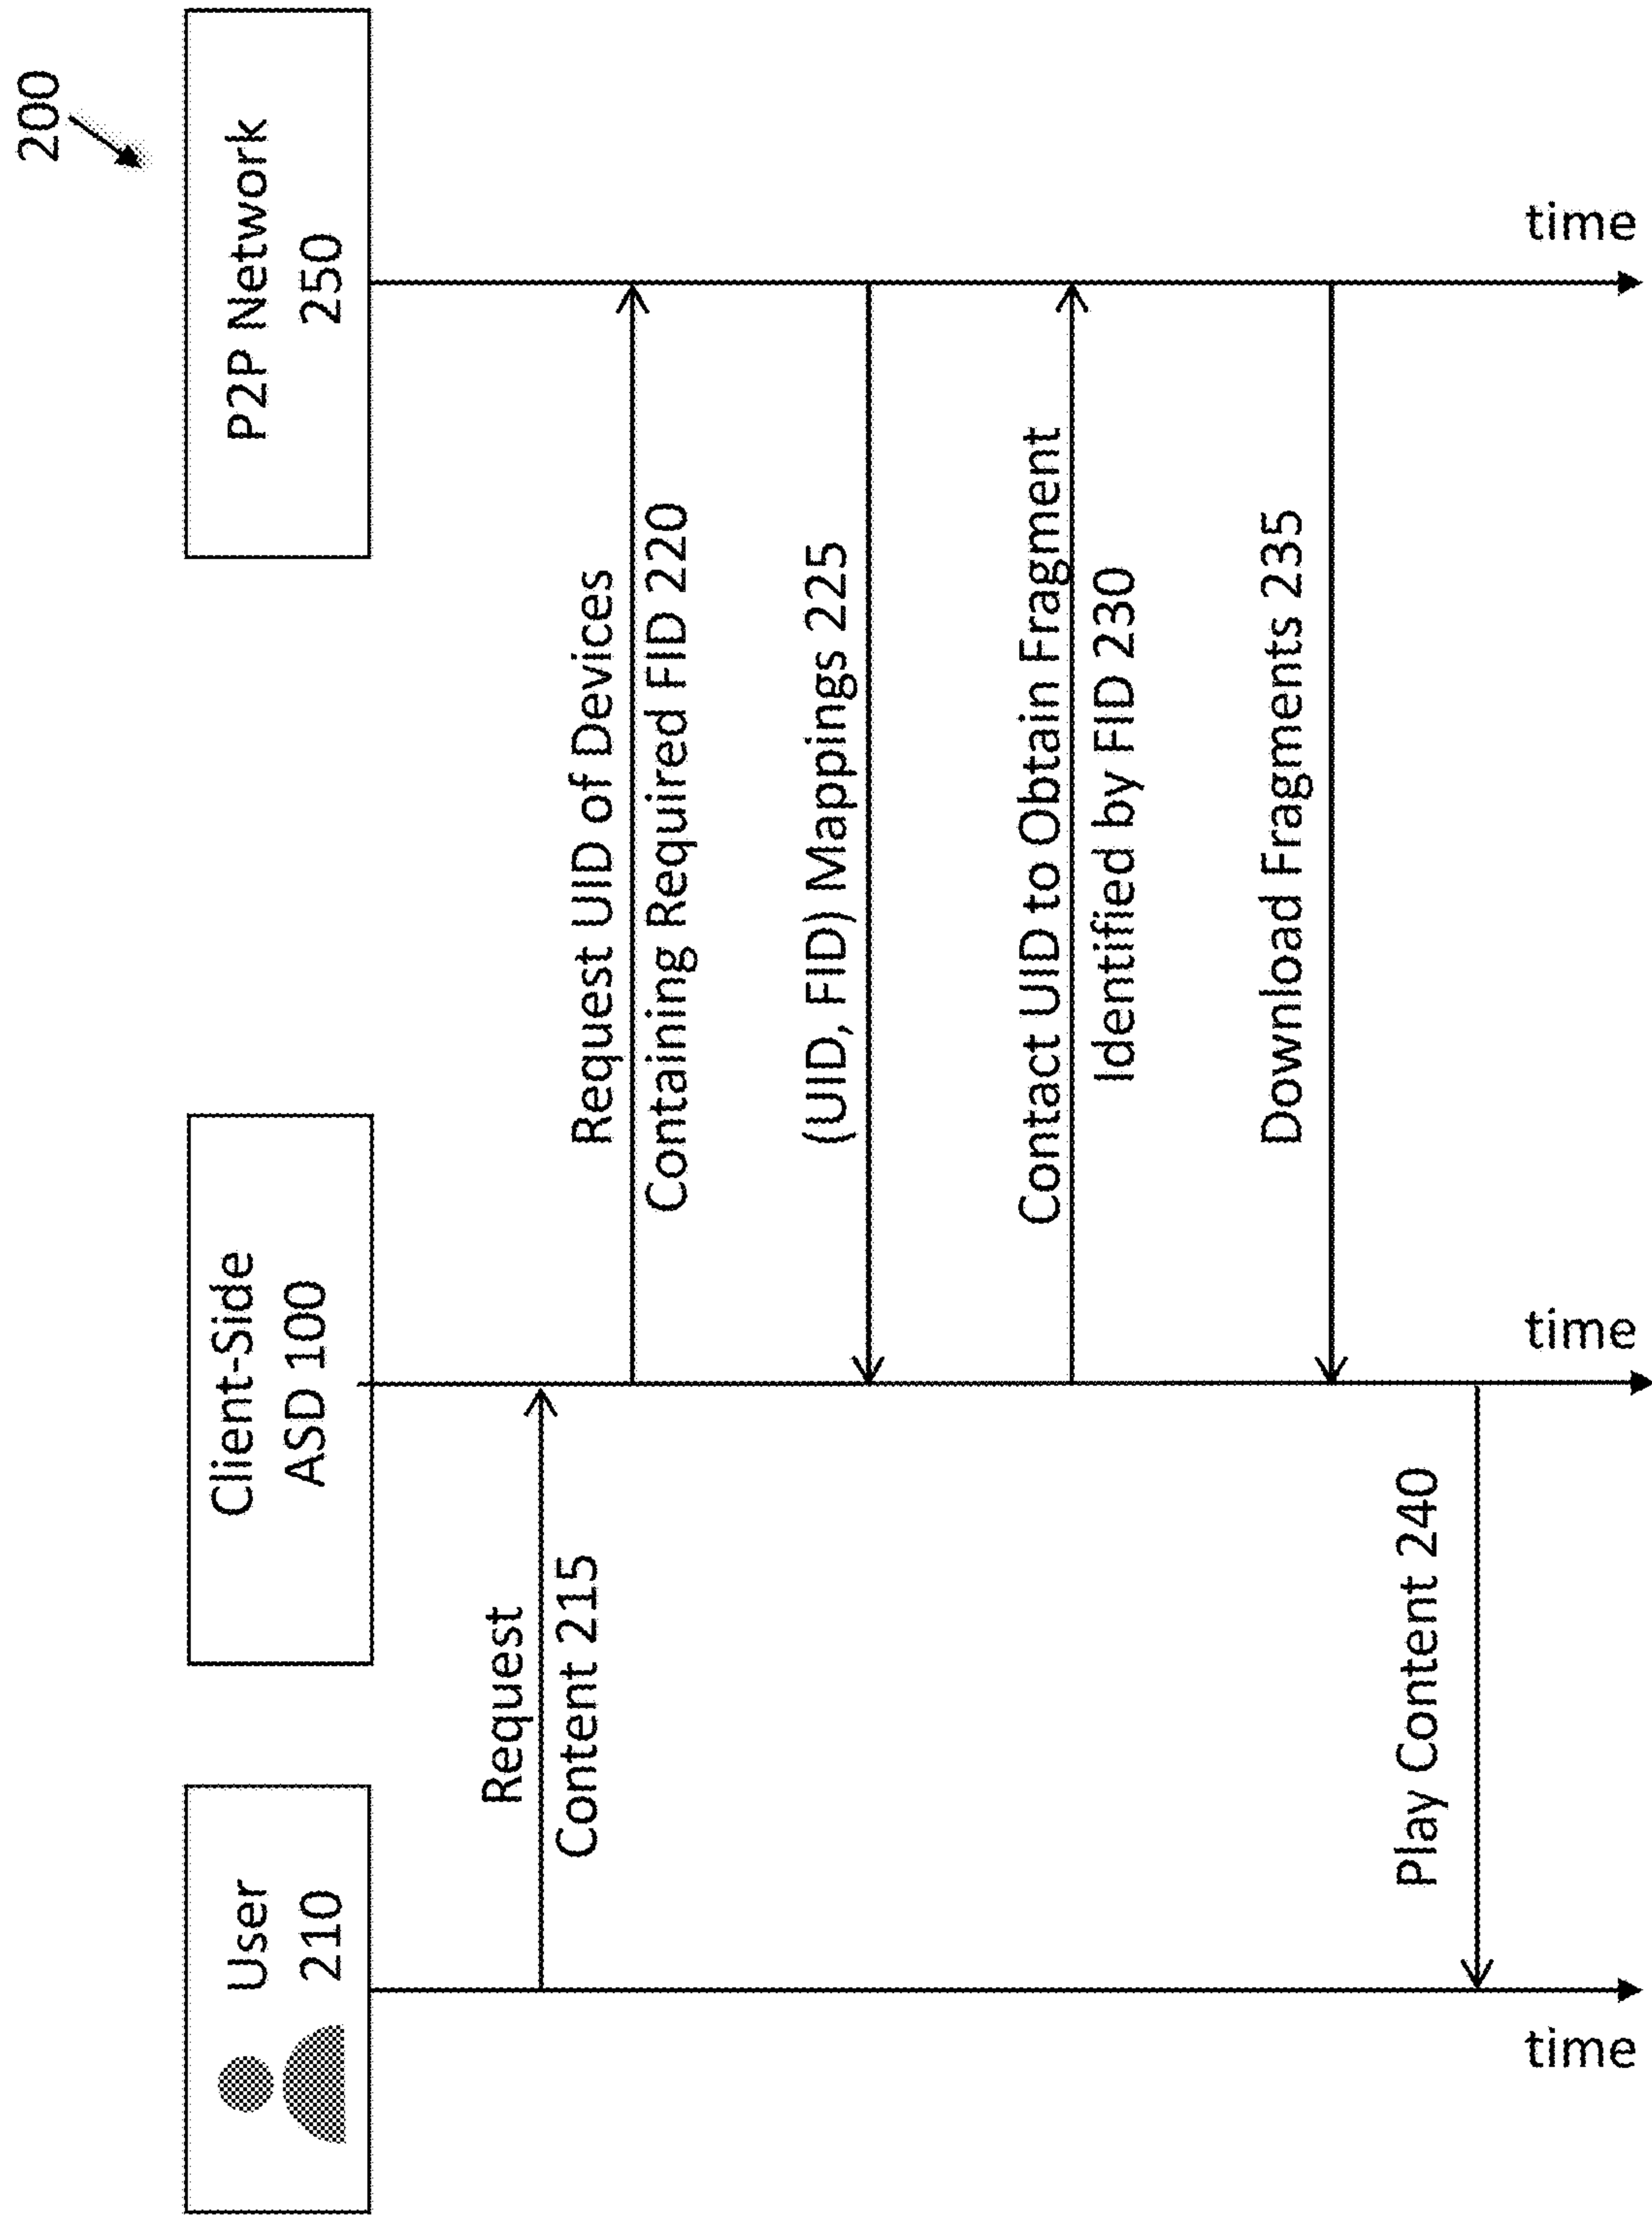 200
User
210
Client-Side
ASD 100
P2P Network
250
Request
Content 215
Request UID of Devices
Containing Required FID 220
(UID, FID) Mappings 225
Contact UID to Obtain Fragment
Identified by FID 230
Download Fragments 235
Play Content 240
time
time
time